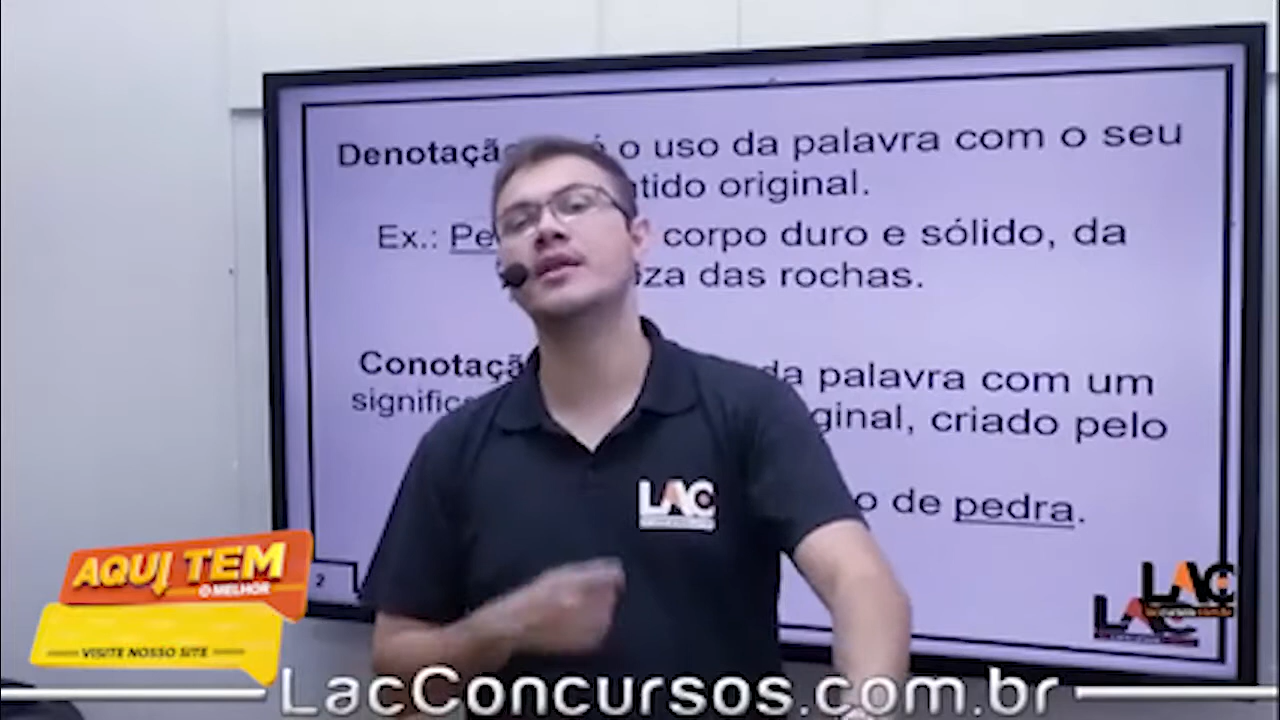 Denotaçã é o uso da palavra com o seu
ntido original.
Ex.: Pe corpo duro e sólido, da
za das rochas.
Conotaçã da palavra com um
signific ginal, criado pelo
o de pedra.
LAC
AQUI TEM
O MELHOR
VISITE NOSSO SITE
2
LAC
LAC
LacConcursos.com.br